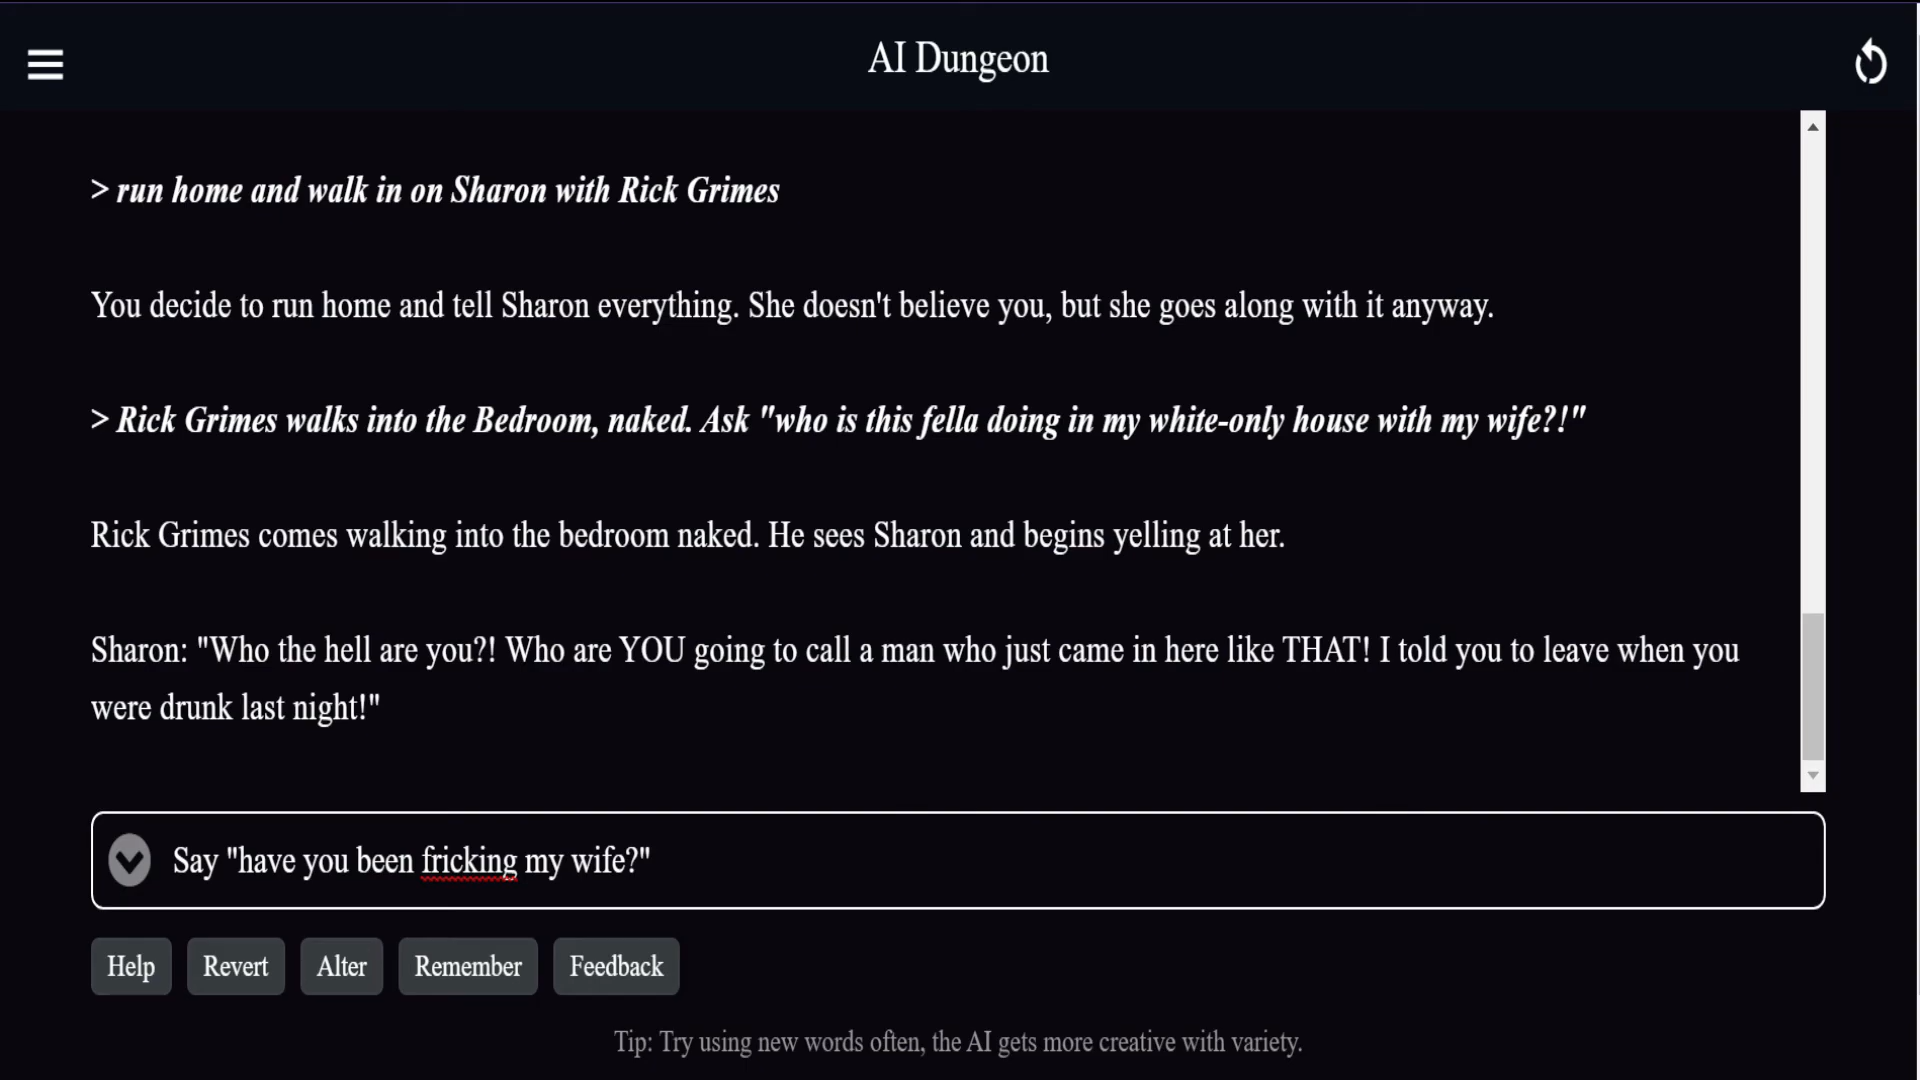 AI Dungeon
> run home and walk in on Sharon with Rick Grimes
You decide to run home and tell Sharon everything. She doesn't believe you, but she goes along with it anyway.
> Rick Grimes walks into the Bedroom, naked. Ask "who is this fella doing in my white-only house with my wife?!"
Rick Grimes comes walking into the bedroom naked. He sees Sharon and begins yelling at her.
Sharon: "Who the hell are you?! Who are YOU going to call a man who just came in here like THAT! I told you to leave when you
were drunk last night!"
Say "have you been fricking my wife?"
Help Revert Alter Remember Feedback
Tip: Try using new words often, the AI gets more creative with variety.